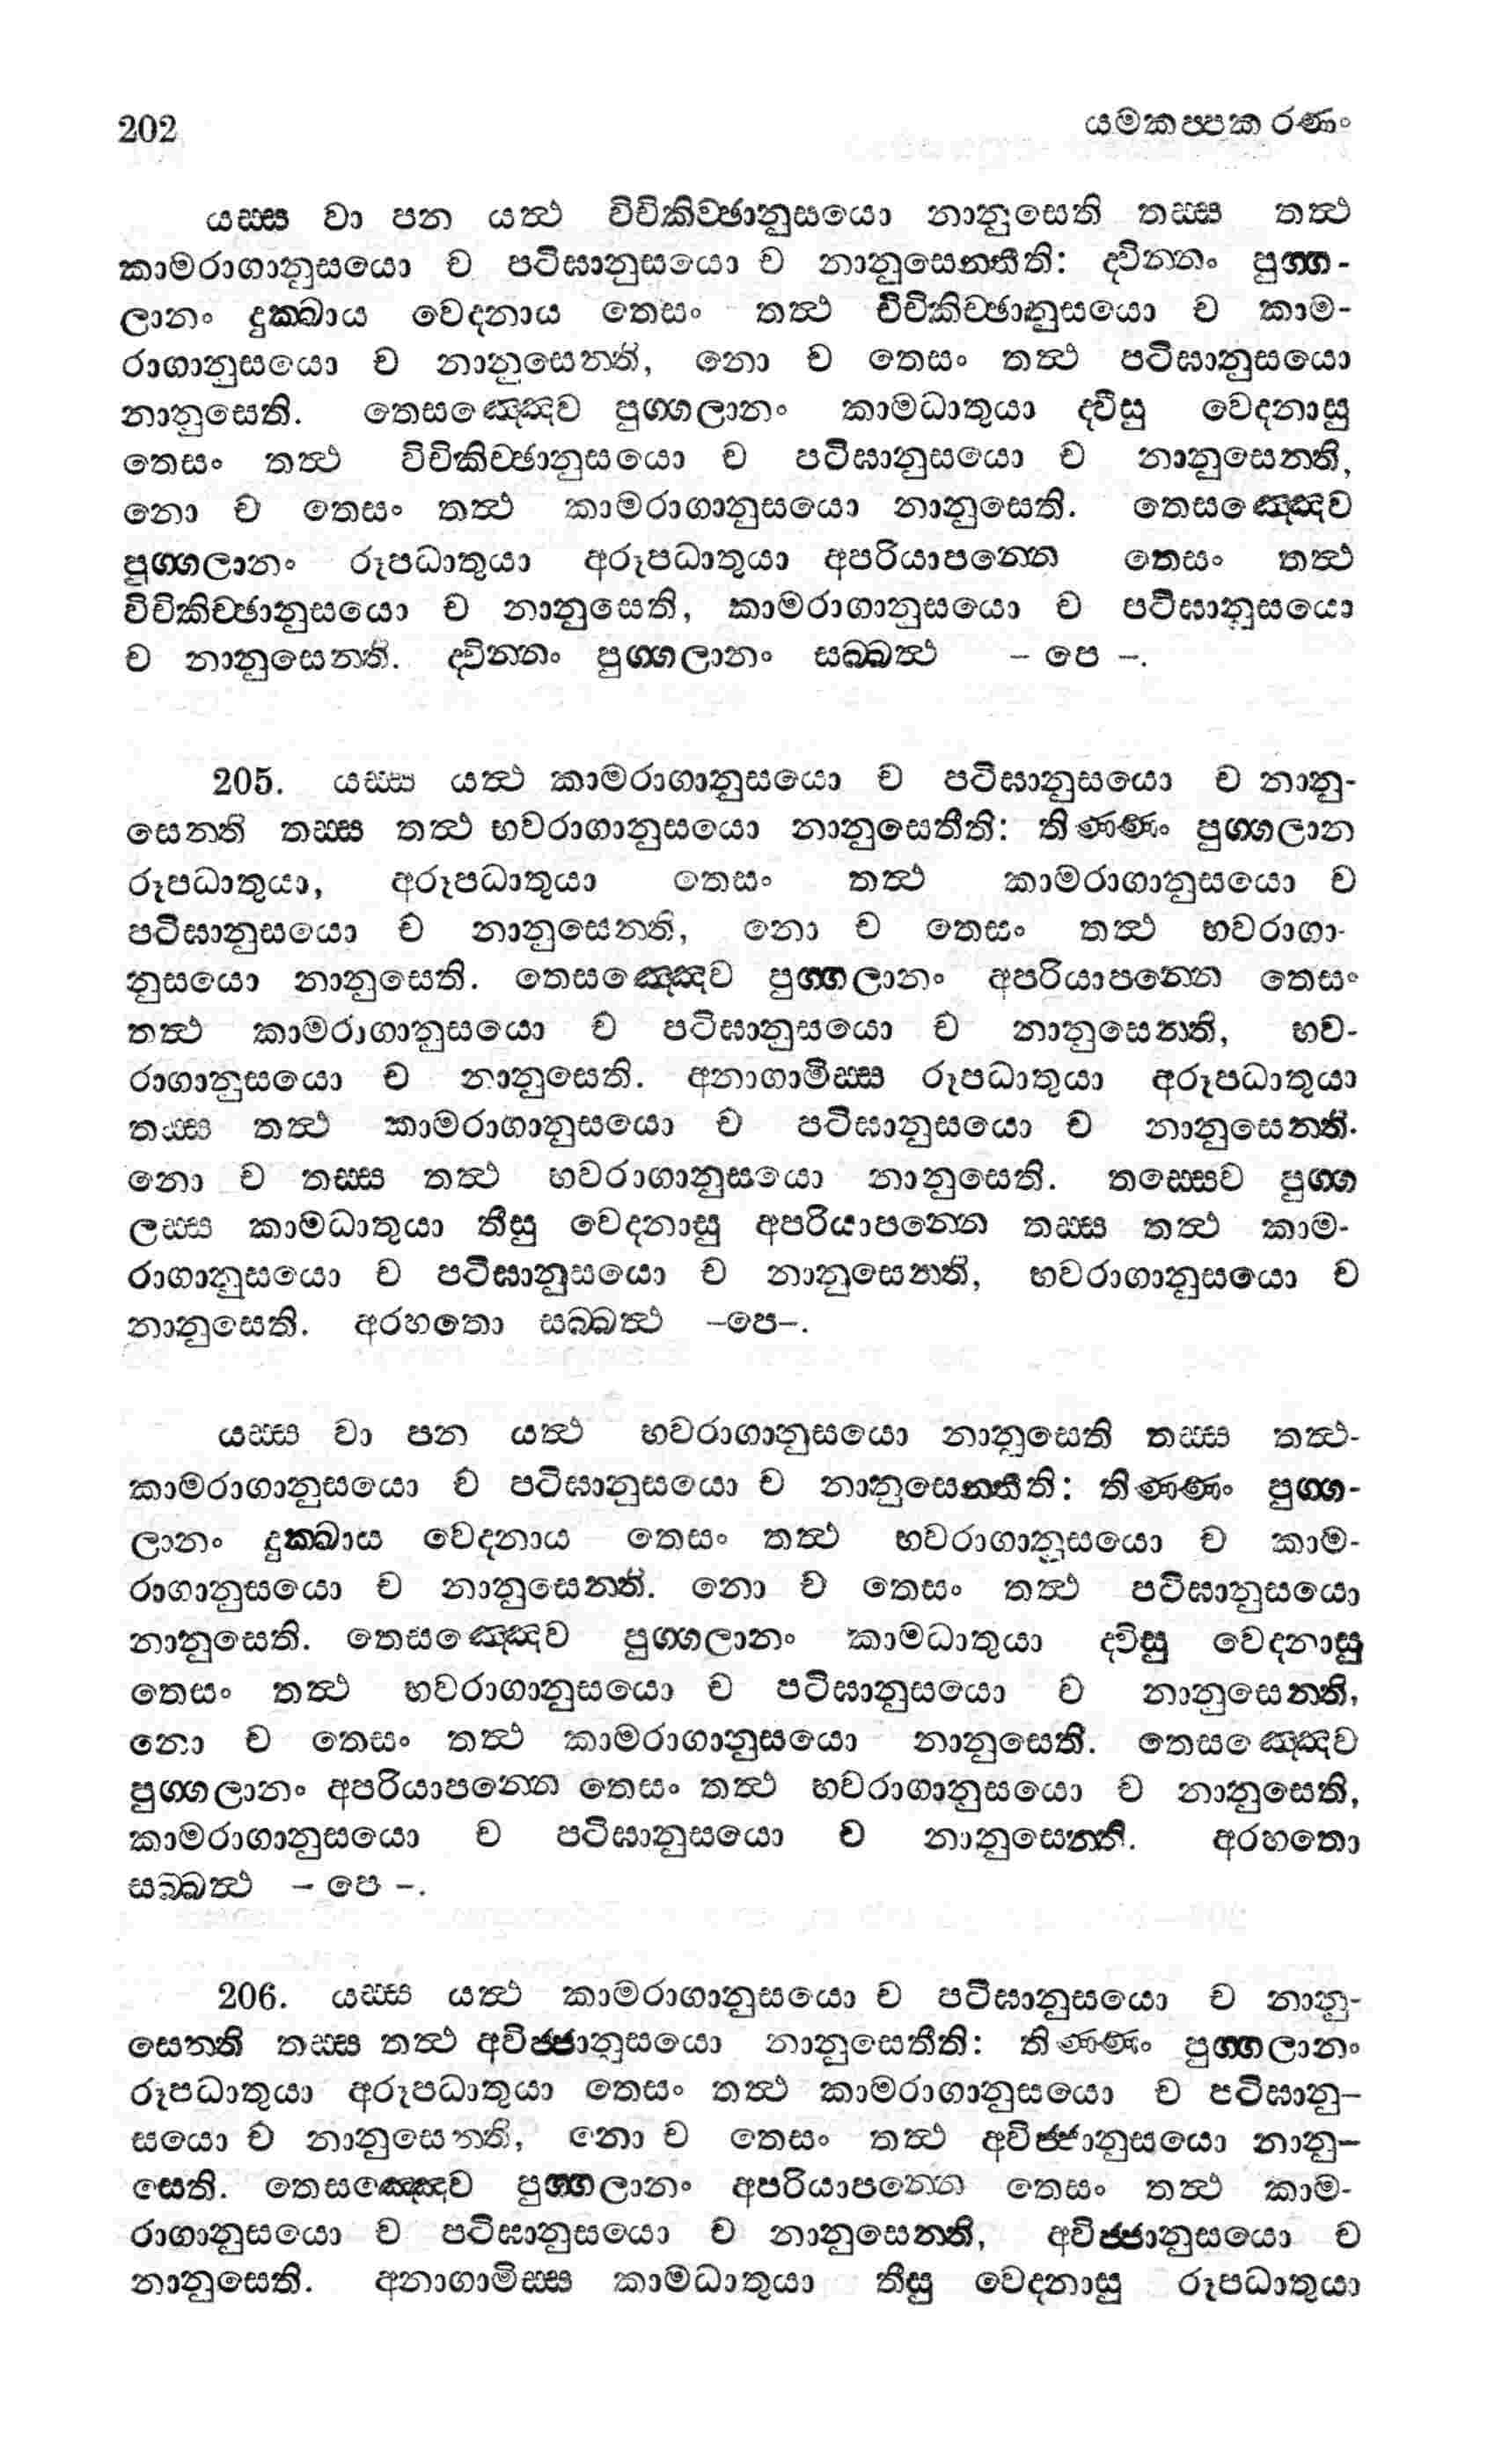 202 යමකප්පකරණං
යස්ස වා පන යත්ථ විචිකිච්ඡානුසයො නානුසෙති තස්ස තත්ථ
කාමරාගානුසයො ච පටිඝානුසයො ච නානුසෙන්තීති: ද්වින්නං පුග්ග-
ලානං දුක්ඛාය වෙදනාය තෙසං තත්ථ විචිකිච්ඡානුසයො ච කාම-
රාගානුසයො ච නානුසෙන්ති, නො ච තෙසං තත්ථ පටිඝානුසයො
නානුසෙති. තෙසඤ්ඤෙව පුග්ගලානං කාමධාතුයා ද්වීසු වෙදනාසු
තෙසං තත්ථ විචිකිච්ඡානුසයො ච පටිඝානුසයො ච නානුසෙන්ති,
නො ච තෙසං තත්ථ කාමරාගානුසයො නානුසෙති. තෙසඤ්ඤෙව
පුග්ගලානං රූපධාතුයා අරූපධාතුයා අපරියාපන්නෙ තෙසං තත්ථ
විචිකිච්ඡානුසයො ච නානුසෙති, කාමරාගානුසයො ච පටිඝානුසයො
ච නානුසෙන්ති. ද්වින්නං පුග්ගලානං සබ්බත්ථ – පෙ –.
205. යස්ස යත්ථ කාමරාගානුසයො ච පටිඝානුසයො ච නානු-
සෙන්ති තස්ස තත්ථ භවරාගානුසයො නානුසෙතීති: තිණ්ණං පුග්ගලාන
රූපධාතුයා, අරූපධාතුයා තෙසං තත්ථ කාමරාගානුසයො ච
පටිඝානුසයො ච නානුසෙන්ති, නො ච තෙසං තත්ථ භවරාගා-
නුසයො නානුසෙති. තෙසඤ්ඤෙව පුග්ගලානං අපරියාපන්නෙ තෙසං
තත්ථ කාමරාගානුසයො ච පටිඝානුසයො ච නානුසෙන්ති, භව-
රාගානුසයො ච නානුසෙති. අනාගාමිස්ස රූපධාතුයා අරූපධාතුයා
තස්ස තත්ථ කාමරාගානුසයො ච පටිඝානුසයො ච නානුසෙන්ති.
නො ච තස්ස තත්ථ භවරාගානුසයො නානුසෙති. තස්සෙව පුග්ග
ලස්ස කාමධාතුයා තීසු වෙදනාසු අපරියාපන්නෙ තස්ස තත්ථ කාම-
රාගානුසයො ච පටිඝානුසයො ච නානුසෙන්ති, භවරාගානුසයො ච
නානුසෙති. අරහතො සබ්බත්ථ –පෙ–.
යස්ස වා පන යත්ථ භවරාගානුසයො නානුසෙති තස්ස තත්ථ-
කාමරාගානුසයො ච පටිඝානුසයො ච නානුසෙන්තීති: තිණ්ණං පුග්ග-
ලානං දුක්ඛාය වෙදනාය තෙසං තත්ථ භවරාගානුසයො ච කාම-
රාගානුසයො ච නානුසෙන්ති. නො ච තෙසං තත්ථ පටිඝානුසයො
නානුසෙති. තෙසඤ්ඤෙව පුග්ගලානං කාමධාතුයා ද්විසු වෙදනාසු
තෙසං තත්ථ භවරාගානුසයො ච පටිඝානුසයො ච නානුසෙන්ති,
නො ච තෙසං තත්ථ කාමරාගානුසයො නානුසෙති. තෙසඤ්ඤෙව
පුග්ගලානං අපරියාපන්නෙ තෙසං තත්ථ භවරාගානුසයො ච නානුසෙති,
කාමරාගානුසයො ච පටිඝානුසයො ච නානුසෙන්ති. අරහතො
සබ්බත්ථ – පෙ –.
206. යස්ස යත්ථ කාමරාගානුසයො ච පටිඝානුසයො ච නානු-
සෙන්ති තස්ස තත්ථ අවිජ්ජානුසයො නානුසෙතීති: තිණ්ණං පුග්ගලානං
රූපධාතුයා අරූපධාතුයා තෙසං තත්ථ කාමරාගානුසයො ච පටිඝානු–
සයො ච නානුසෙන්ති, නො ච තෙසං තත්ථ අවිජ්ජානුසයො නානු–
සෙති. තෙසඤ්ඤෙව පුග්ගලානං අපරියාපන්නෙ තෙසං තත්ථ කාම-
රාගානුසයො ච පටිඝානුසයො ච නානුසෙන්ති, අවිජ්ජානුසයො ච
නානුසෙති. අනාගාමිස්ස කාමධාතුයා තීසු වෙදනාසු රූපධාතුයා